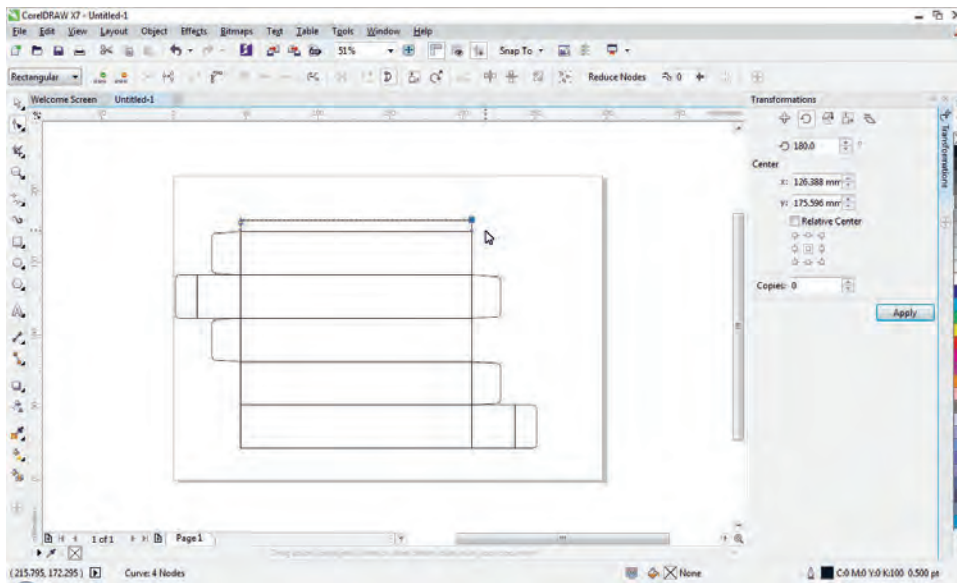 CorelDRAW X7 - Untitled-1
File Edit View Layout Object Effects Bitmaps Text Table Tools Window Help
51% Snap To
Rectangular Reduce Nodes 0
Welcome Screen Untitled-1
Transformations
180.0 °
Center
x: 126.388 mm
y: 175.596 mm
Relative Center
Copies: 0
Apply
Transformations
1 of 1 Page 1
(215.795, 172.295) Curve: 4 Nodes None C:0 M:0 Y:0 K:100 0.500 pt